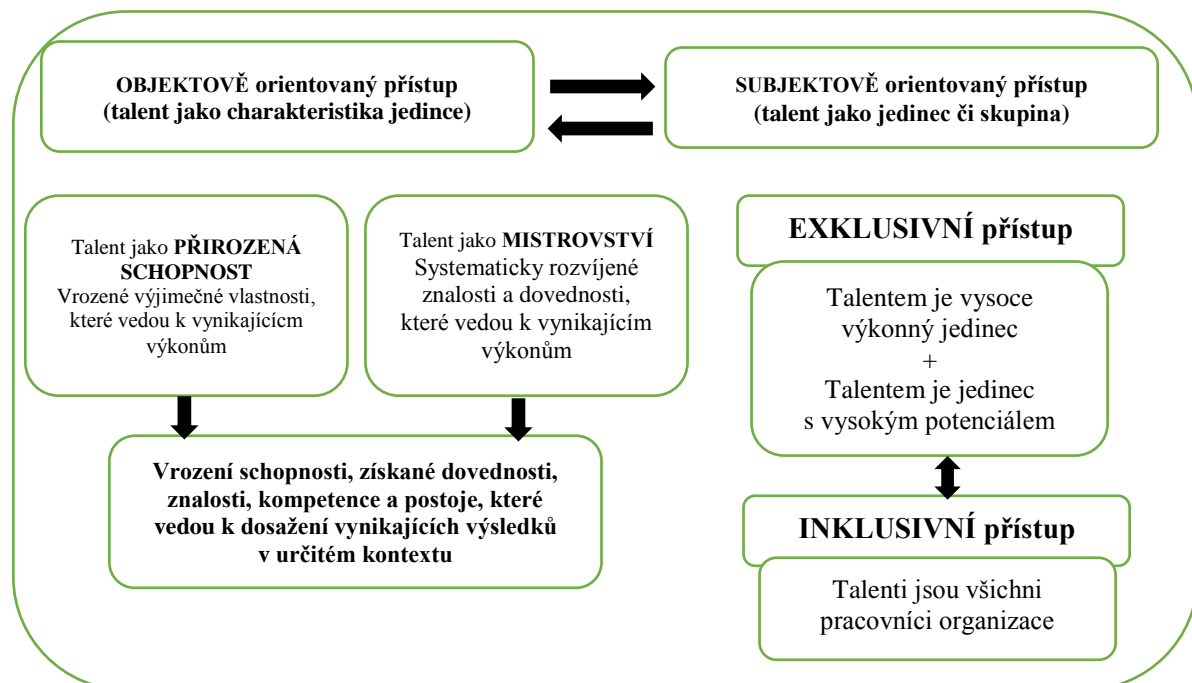 OBJEKTOVĚ orientovaný přístup
(talent jako charakteristika jedince)
SUBJEKTOVĚ orientovaný přístup
(talent jako jedinec či skupina)
Talent jako PŘIROZENÁ
SCHOPNOST
Vrozené výjimečné vlastnosti,
které vedou k vynikajíccm
výkonům
Talent jako MISTROVSTVÍ
Systematicky rozvíjené
znalosti a dovednosti,
které vedou k vynikajícím
výkonům
Vrození schopnosti, získané dovednosti,
znalosti, kompetence a postoje, které
vedou k dosažení vynikajících výsledků
v určitém kontextu
EXKLUSIVNÍ přístup
Talentem je vysoce
výkonný jedinec
+
Talentem je jedinec
s vysokým potenciálem
INKLUSIVNÍ přístup
Talenti jsou všichni
pracovníci organizace